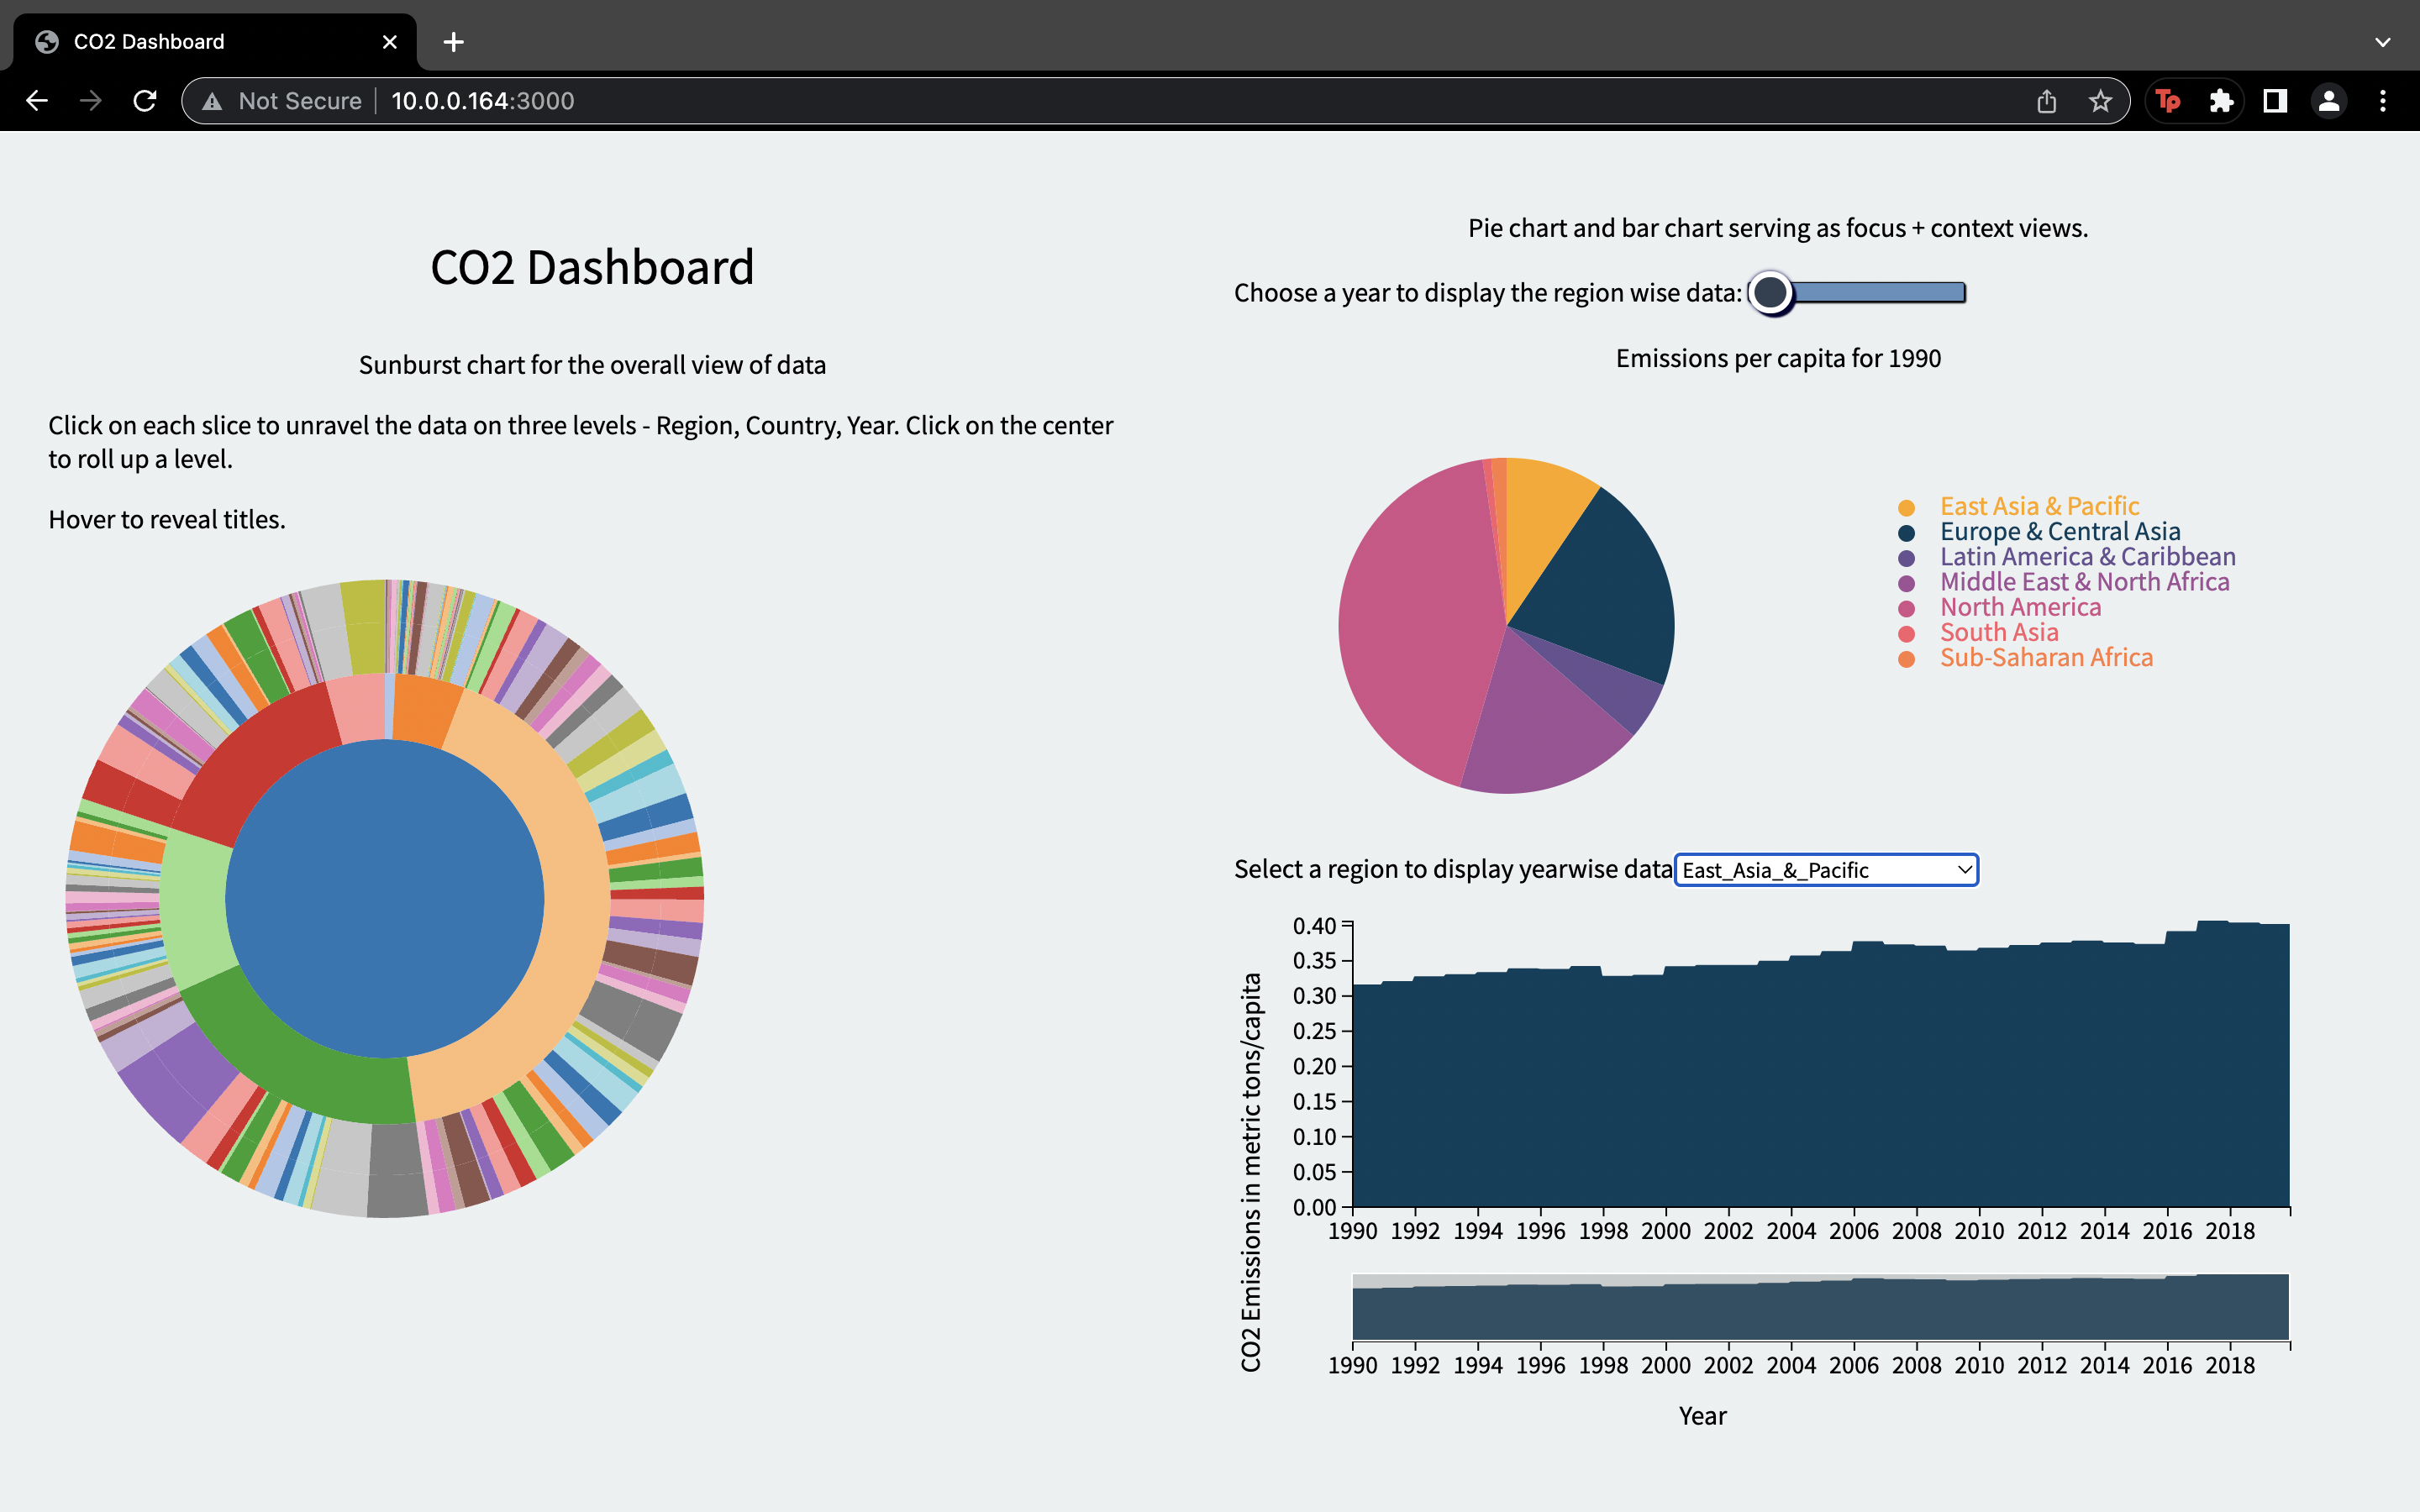 CO2 Dashboard
Not Secure
10.0.0.164:3000
Tp
CO2 Dashboard
Sunburst chart for the overall view of data
Click on each slice to unravel the data on three levels - Region, Country, Year. Click on the center
to roll up a level.
Hover to reveal titles.
Pie chart and bar chart serving as focus + context views.
Choose a year to display the region wise data:
Emissions per capita for 1990
East Asia & Pacific
Europe & Central Asia
Latin America & Caribbean
Middle East & North Africa
North America
South Asia
Sub-Saharan Africa
Select a region to display yearwise data
East_Asia_&_Pacific
CO2 Emissions in metric tons/capita
0.40
0.35
0.30
0.25
0.20
0.15
0.10
0.05
0.00
1990 1992 1994 1996 1998 2000 2002 2004 2006 2008 2010 2012 2014 2016 2018
1990 1992 1994 1996 1998 2000 2002 2004 2006 2008 2010 2012 2014 2016 2018
Year